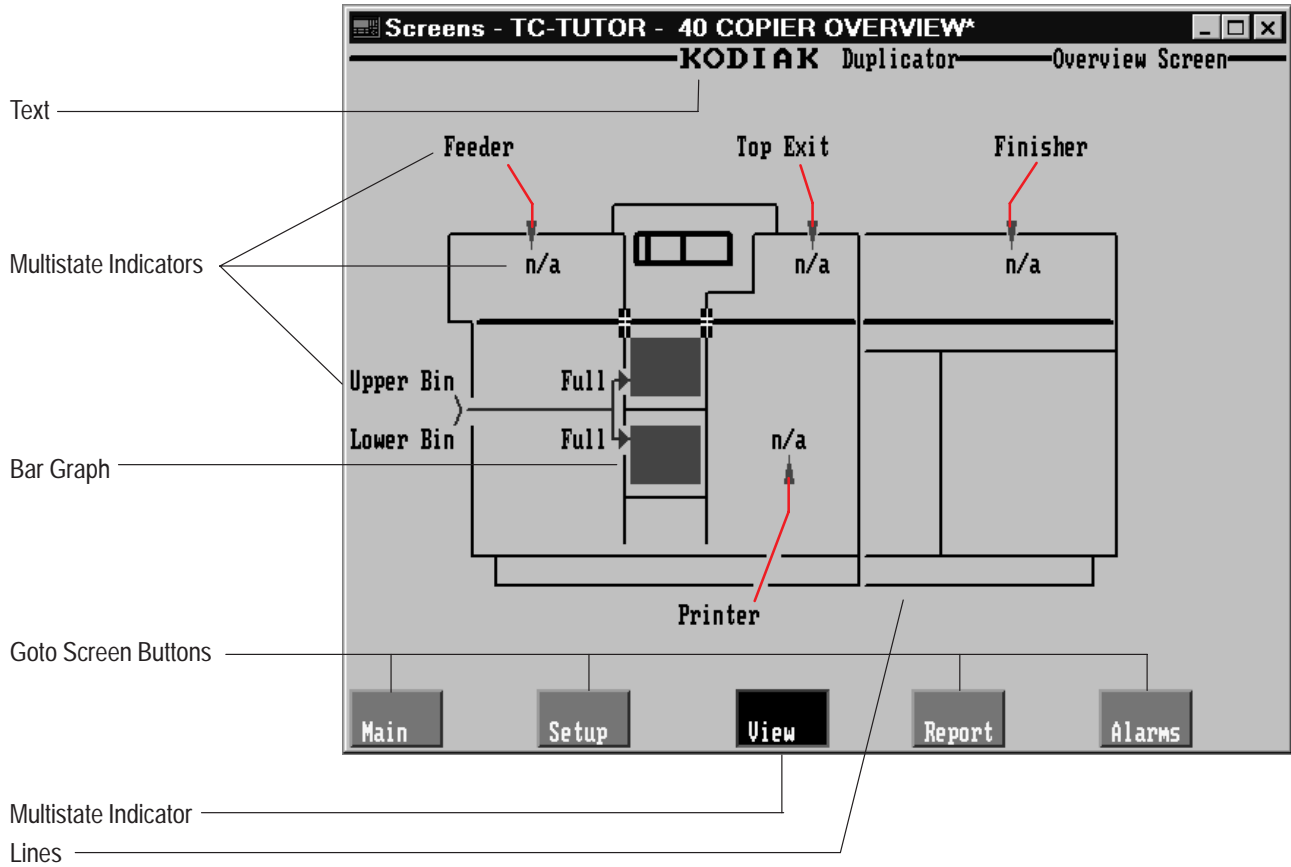 Screens - TC-TUTOR - 40 COPIER OVERVIEW*
KODIAK Duplicator Overview Screen
Text
Feeder Top Exit Finisher
Multistate Indicators
n/a n/a n/a
Upper Bin Full
Lower Bin Full n/a
Bar Graph
Printer
Goto Screen Buttons
Main Setup View Report Alarms
Multistate Indicator
Lines